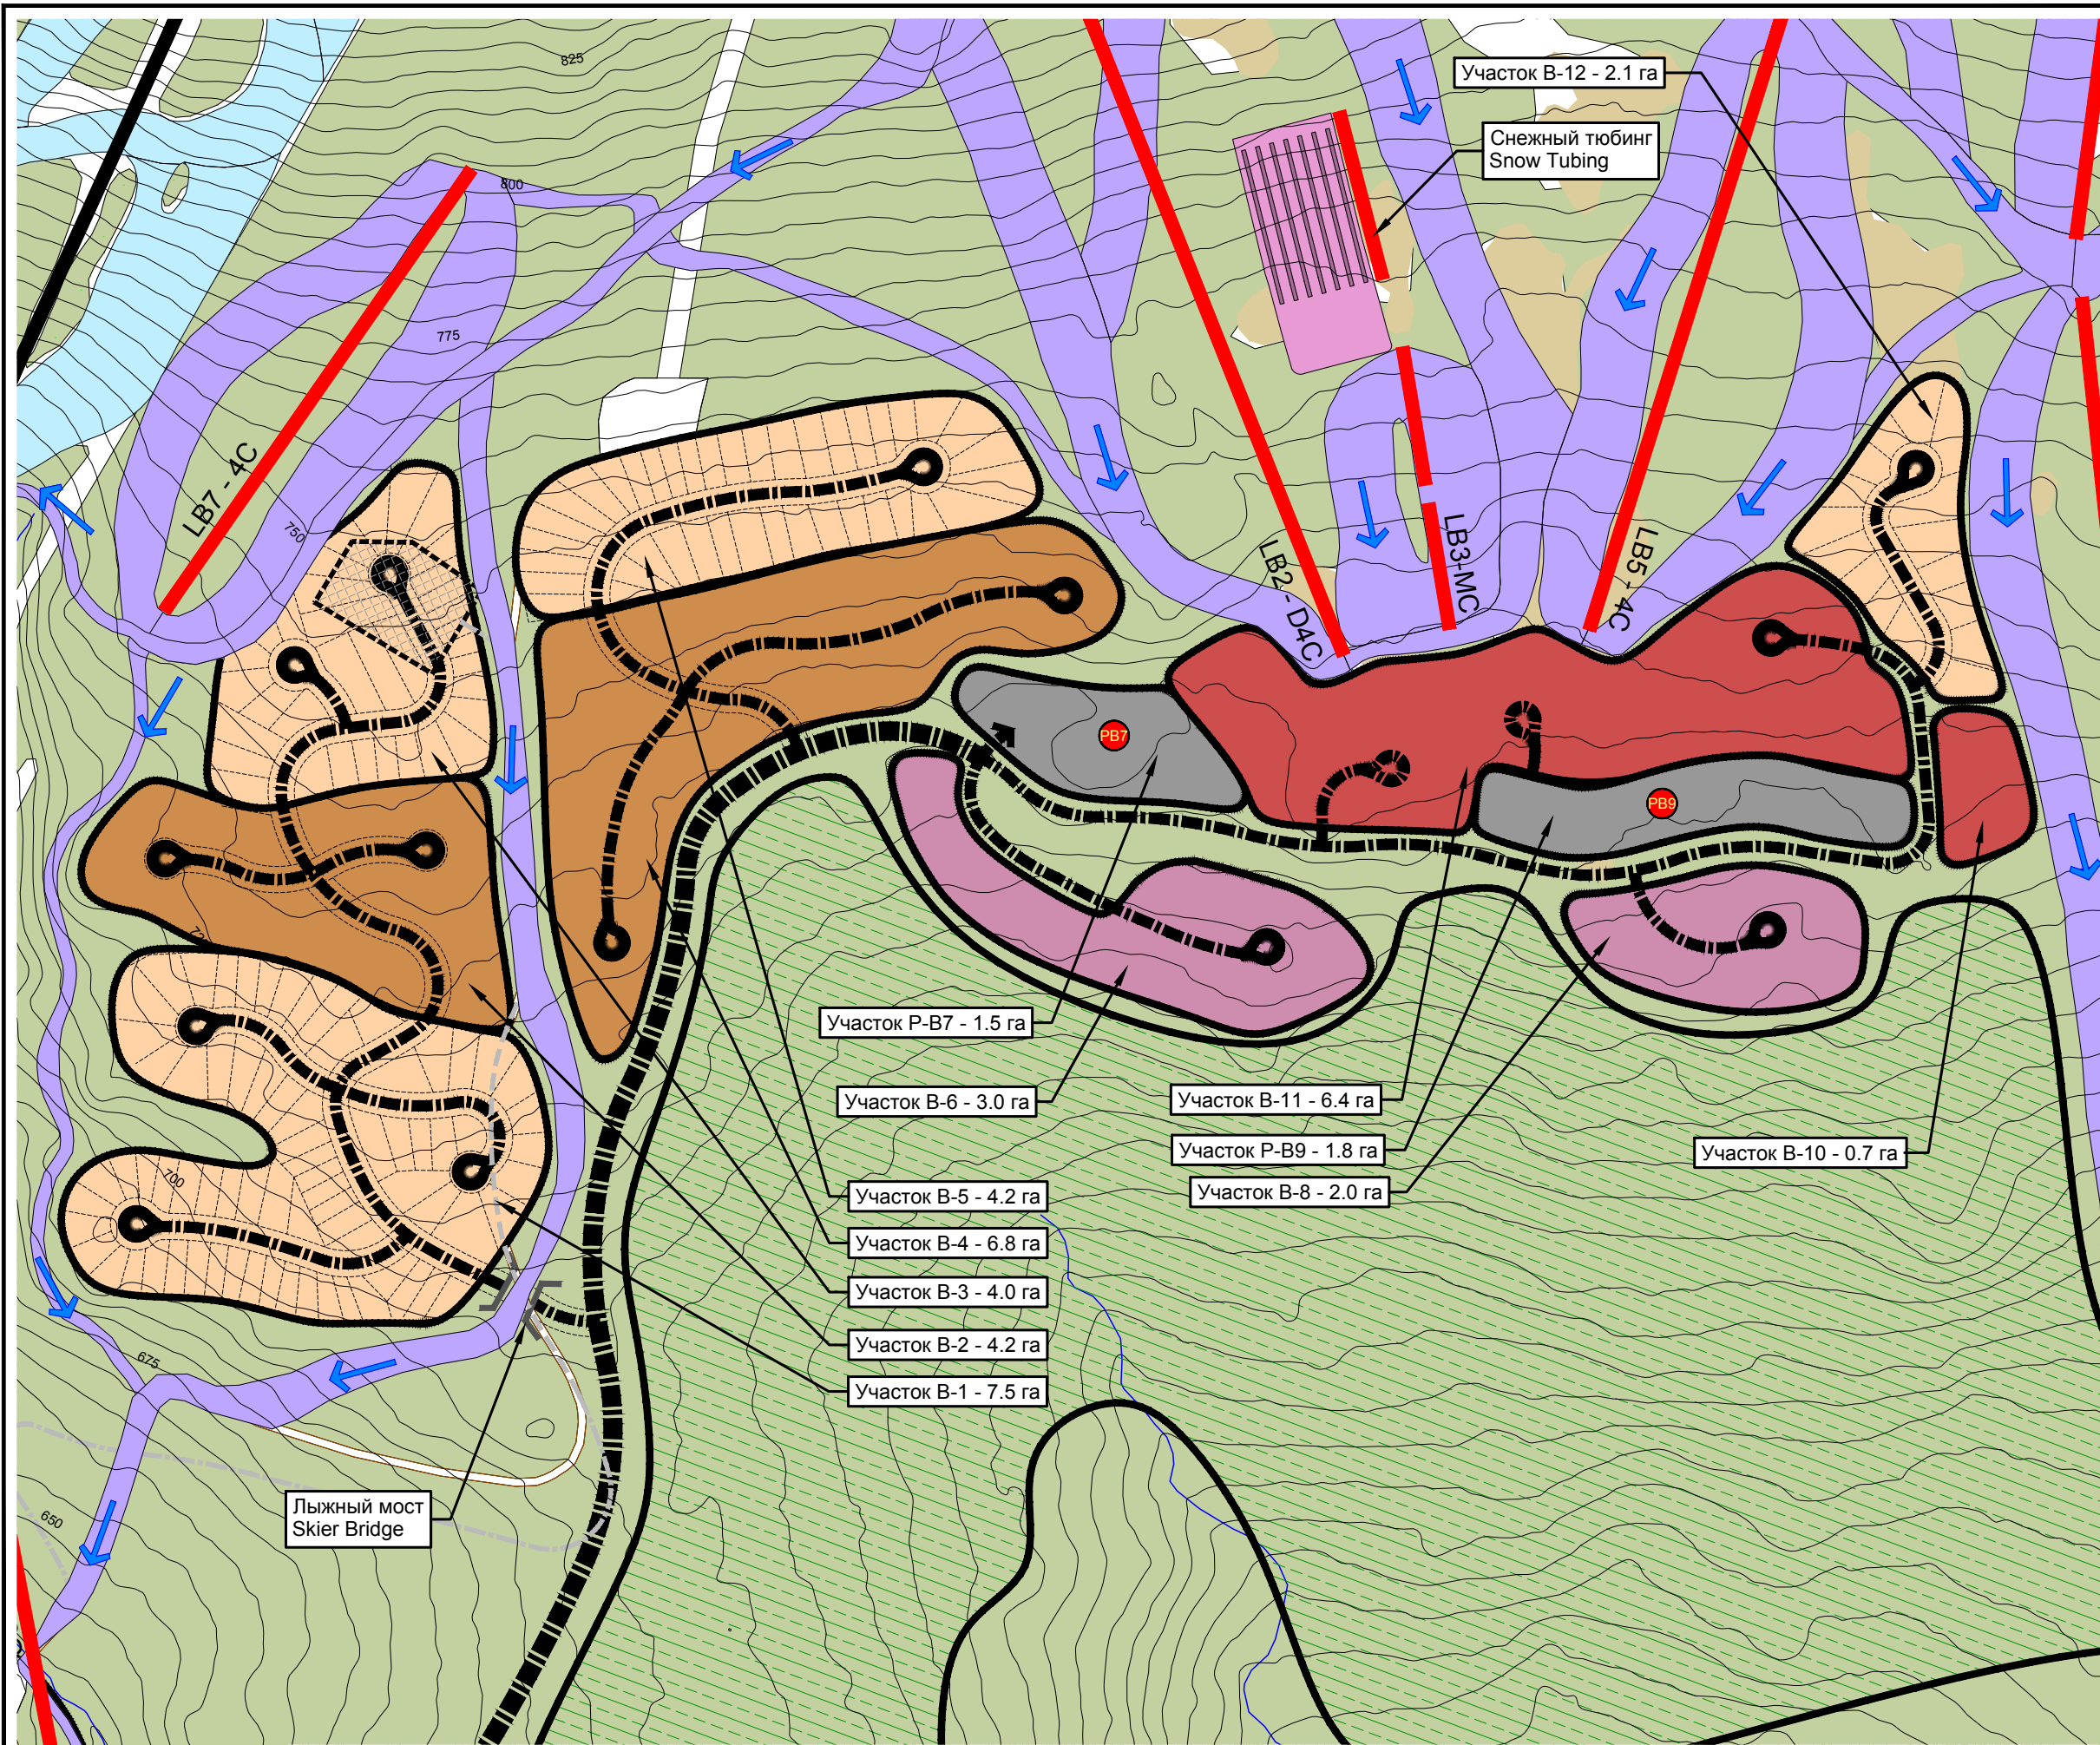 825
Участок В-12 - 2.1 га
Снежный тюбинг
Snow Tubing
800
775
LB7 - 4C
750
LB2 - D4C
LB3-MC
LB5 - 4C
PB7
PB9
Участок Р-В7 - 1.5 га
Участок В-6 - 3.0 га
Участок В-11 - 6.4 га
Участок Р-В9 - 1.8 га
Участок В-8 - 2.0 га
Участок В-10 - 0.7 га
700
Участок В-5 - 4.2 га
Участок В-4 - 6.8 га
Участок В-3 - 4.0 га
Участок В-2 - 4.2 га
Участок В-1 - 7.5 га
675
Лыжный мост
Skier Bridge
650